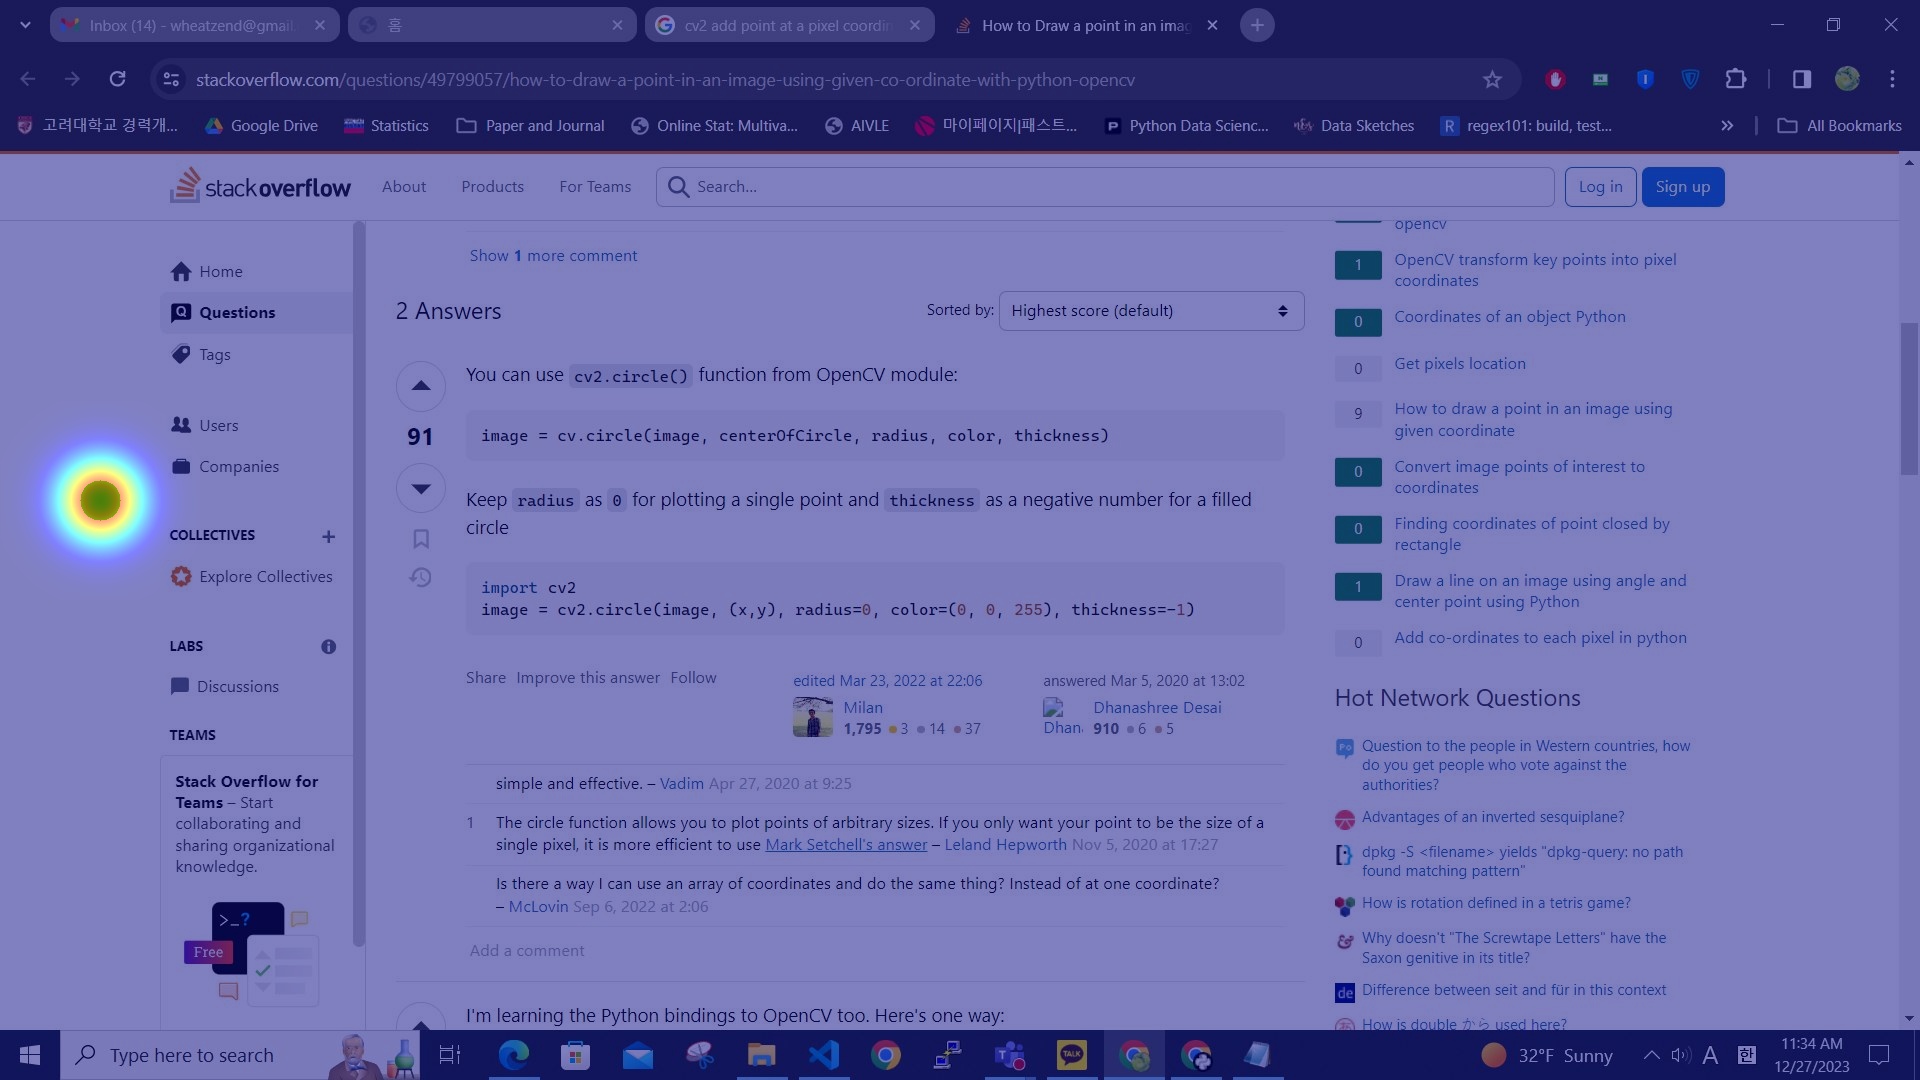 Inbox (14) - wheatzend@gmail.
홈
cv2 add point at a pixel coordin
How to Draw a point in an imag
stackoverflow.com/questions/49799057/how-to-draw-a-point-in-an-image-using-given-co-ordinate-with-python-opencv
고려대학교 경력개... Google Drive Statistics Paper and Journal Online Stat: Multiva... AIVLE 마이페이지|패스트... Python Data Scienc... Data Sketches regex101: build, test... » All Bookmarks
stackoverflow About Products For Teams Search... Log in Sign up
Home
Questions
Tags
Users
Companies
COLLECTIVES
Explore Collectives
LABS
Discussions
TEAMS
Stack Overflow for
Teams – Start
collaborating and
sharing organizational
knowledge.
>_?
Free
Show 1 more comment
2 Answers
Sorted by: Highest score (default)
You can use cv2.circle() function from OpenCV module:
91
image = cv.circle(image, centerOfCircle, radius, color, thickness)
Keep radius as 0 for plotting a single point and thickness as a negative number for a filled
circle
import cv2
image = cv2.circle(image, (x,y), radius=0, color=(0, 0, 255), thickness=-1)
Share Improve this answer Follow
edited Mar 23, 2022 at 22:06
Milan
1,795 3 14 37
answered Mar 5, 2020 at 13:02
Dhan
Dhanashree Desai
910 6 5
simple and effective. – Vadim Apr 27, 2020 at 9:25
1 The circle function allows you to plot points of arbitrary sizes. If you only want your point to be the size of a
single pixel, it is more efficient to use Mark Setchell's answer – Leland Hepworth Nov 5, 2020 at 17:27
Is there a way I can use an array of coordinates and do the same thing? Instead of at one coordinate?
– McLovin Sep 6, 2022 at 2:06
Add a comment
I'm learning the Python bindings to OpenCV too. Here's one way:
opencv
1 OpenCV transform key points into pixel
coordinates
0 Coordinates of an object Python
0 Get pixels location
9 How to draw a point in an image using
given coordinate
0 Convert image points of interest to
coordinates
0 Finding coordinates of point closed by
rectangle
1 Draw a line on an image using angle and
center point using Python
0 Add co-ordinates to each pixel in python
Hot Network Questions
Question to the people in Western countries, how
do you get people who vote against the
authorities?
Advantages of an inverted sesquiplane?
dpkg -S <filename> yields "dpkg-query: no path
found matching pattern"
How is rotation defined in a tetris game?
Why doesn't "The Screwtape Letters" have the
Saxon genitive in its title?
de Difference between seit and für in this context
How is double から used here?
Type here to search
TALK
32°F Sunny
A 한
11:34 AM
12/27/2023